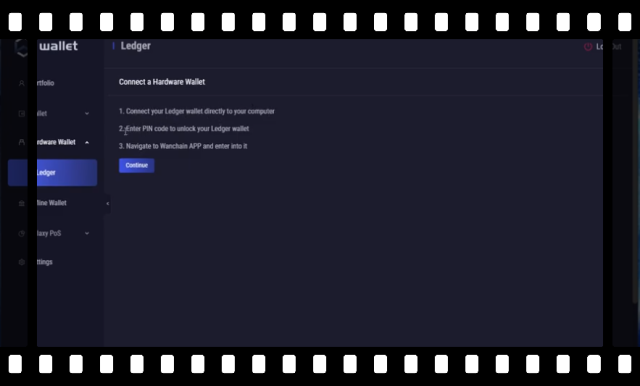 wallet
Ledger
Connect a Hardware Wallet
1. Connect your Ledger wallet directly to your computer
2. Enter PIN code to unlock your Ledger wallet
3. Navigate to Wanchain APP and enter into it
Continue
rtfolio
llet
rdware Wallet
Ledger
line Wallet
laxy PoS
ttings